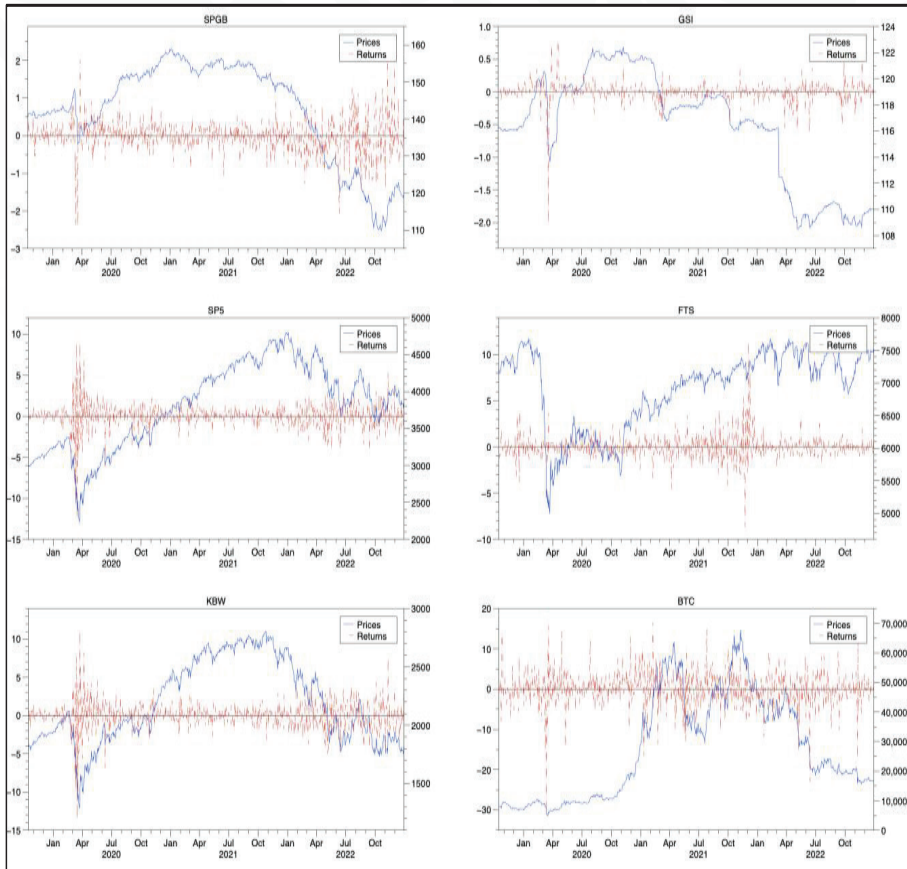 SPGB
Prices
Returns
2
1
0
−1
−2
−3
160
150
140
130
120
110
Jan Apr Jul Oct Jan Apr Jul Oct Jan Apr Jul Oct
2020 2021 2022
GSI
Prices
Returns
1.0
0.5
0
−0.5
−1.0
−1.5
−2.0
124
122
120
118
116
114
112
110
108
Jan Apr Jul Oct Jan Apr Jul Oct Jan Apr Jul Oct
2020 2021 2022
SP5
Prices
Returns
10
5
0
−5
−10
−15
5000
4500
4000
3500
3000
2500
2000
Jan Apr Jul Oct Jan Apr Jul Oct Jan Apr Jul Oct
2020 2021 2022
FTS
Prices
Returns
10
5
0
−5
−10
8000
7500
7000
6500
6000
5500
5000
Jan Apr Jul Oct Jan Apr Jul Oct Jan Apr Jul Oct
2020 2021 2022
KBW
Prices
Returns
10
5
0
−5
−10
−15
3000
2500
2000
1500
Jan Apr Jul Oct Jan Apr Jul Oct Jan Apr Jul Oct
2020 2021 2022
BTC
Prices
Returns
20
10
0
−10
−20
−30
70,000
60,000
50,000
40,000
30,000
20,000
10,000
0
Jan Apr Jul Oct Jan Apr Jul Oct Jan Apr Jul Oct
2020 2021 2022